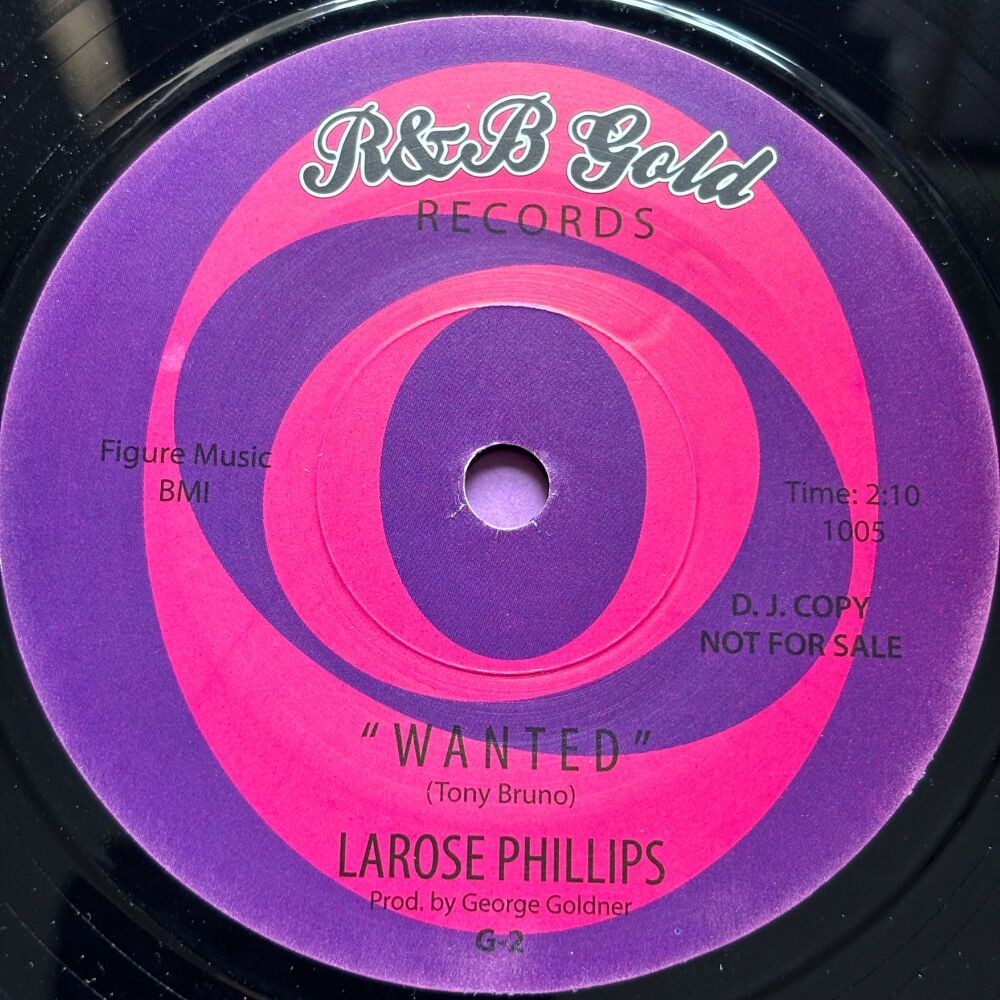 R&B Gold
RECORDS
Figure Music
BMI
Time: 2:10
1005
D. J. COPY
NOT FOR SALE
"WANTED"
(Tony Bruno)
LAROSE PHILLIPS
Prod. by George Goldner
G-2